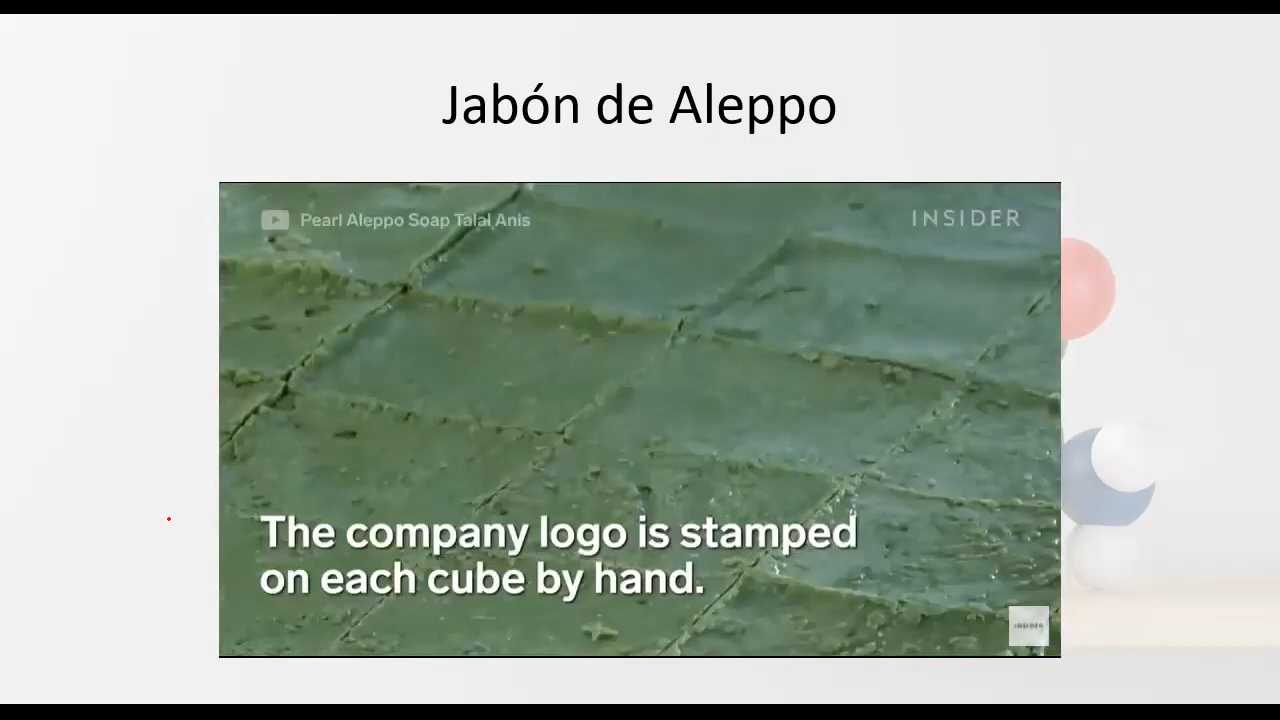 Jabón de Aleppo
Pearl Aleppo Soap Talal Anis
INSIDER
The company logo is stamped
on each cube by hand.
INSIDER